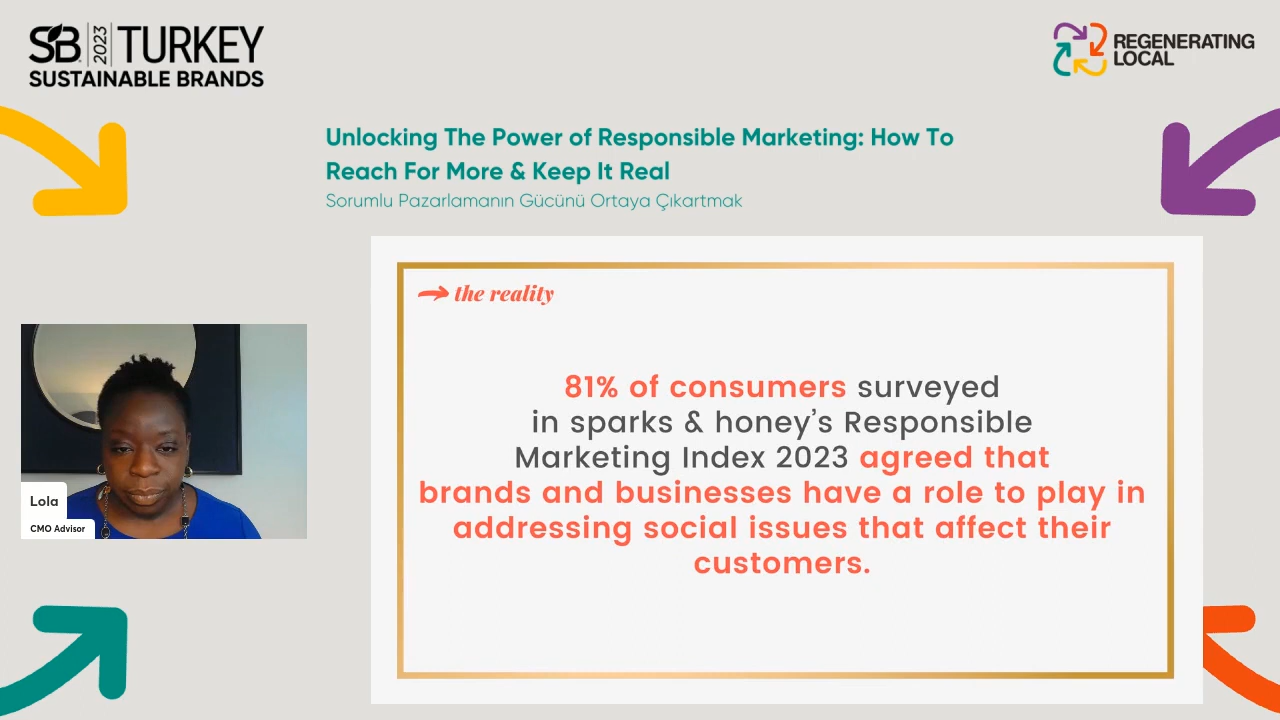 SB 2023 TURKEY
SUSTAINABLE BRANDS
REGENERATING
LOCAL
Unlocking The Power of Responsible Marketing: How To
Reach For More & Keep It Real
Sorumlu Pazarlamanın Gücünü Ortaya Çıkartmak
the reality
81% of consumers surveyed
in sparks & honey’s Responsible
Marketing Index 2023 agreed that
brands and businesses have a role to play in
addressing social issues that affect their
customers.
Lola
CMO Advisor